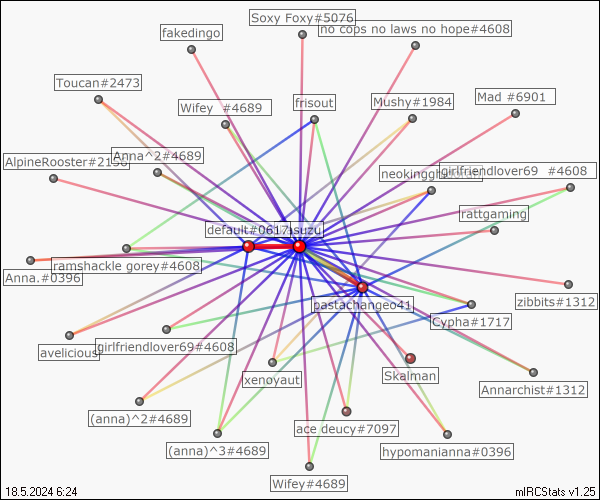 Soxy Foxy#5076
no cops no laws no hope#4608
fakedingo
Toucan#2473
Wifey #4689
frisout
Mushy#1984
Mad #6901
AlpineRooster#2150
Anna^2#4689
girlfriendlover69 #4608
rattgaming
default#0617
Anna.#0396
ramshackle gorey#4608
pastachangeo41
zibbits#1312
Cypha#1717
avelicious
girlfriendlover69#4608
xenoyaut
Skalman
Annarchist#1312
(anna)^2#4689
(anna)^3#4689
ace deucy#7097
hypomanianna#0396
Wifey#4689
18.5.2024 6:24
mIRCStats v1.25